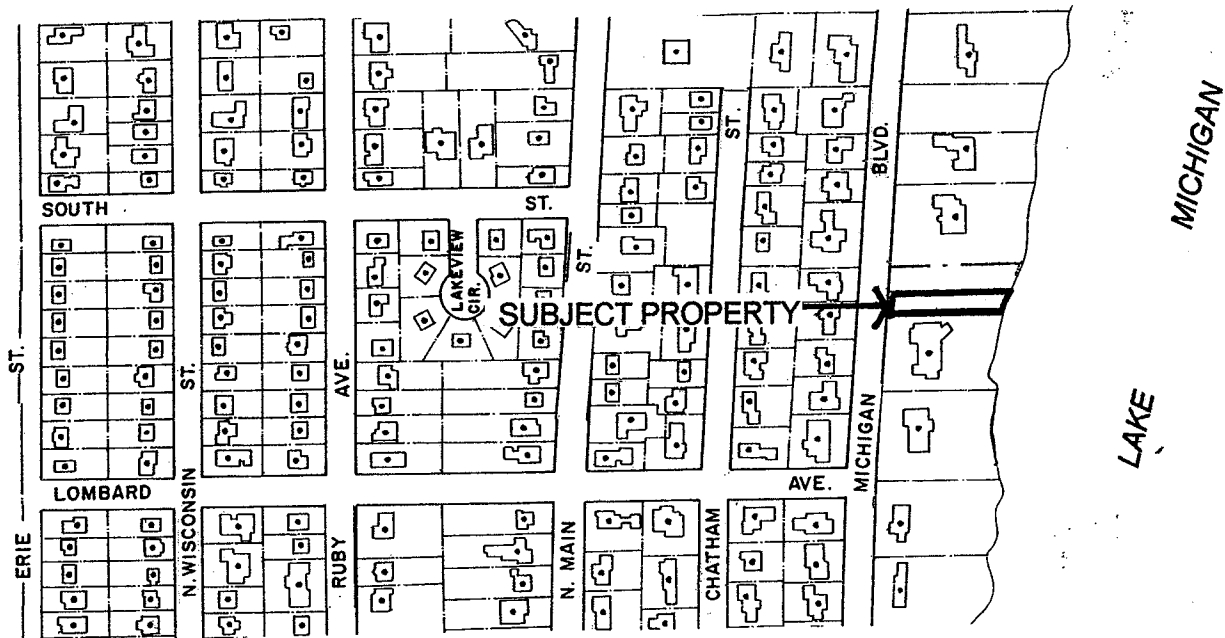 MICHIGAN
LAKE
SOUTH ST.
LAKEVIEW
CIR.
SUBJECT PROPERTY
ERIE ST.
N. WISCONSIN ST.
RUBY AVE.
N. MAIN ST.
CHATHAM ST.
MICHIGAN BLVD.
LOMBARD AVE.